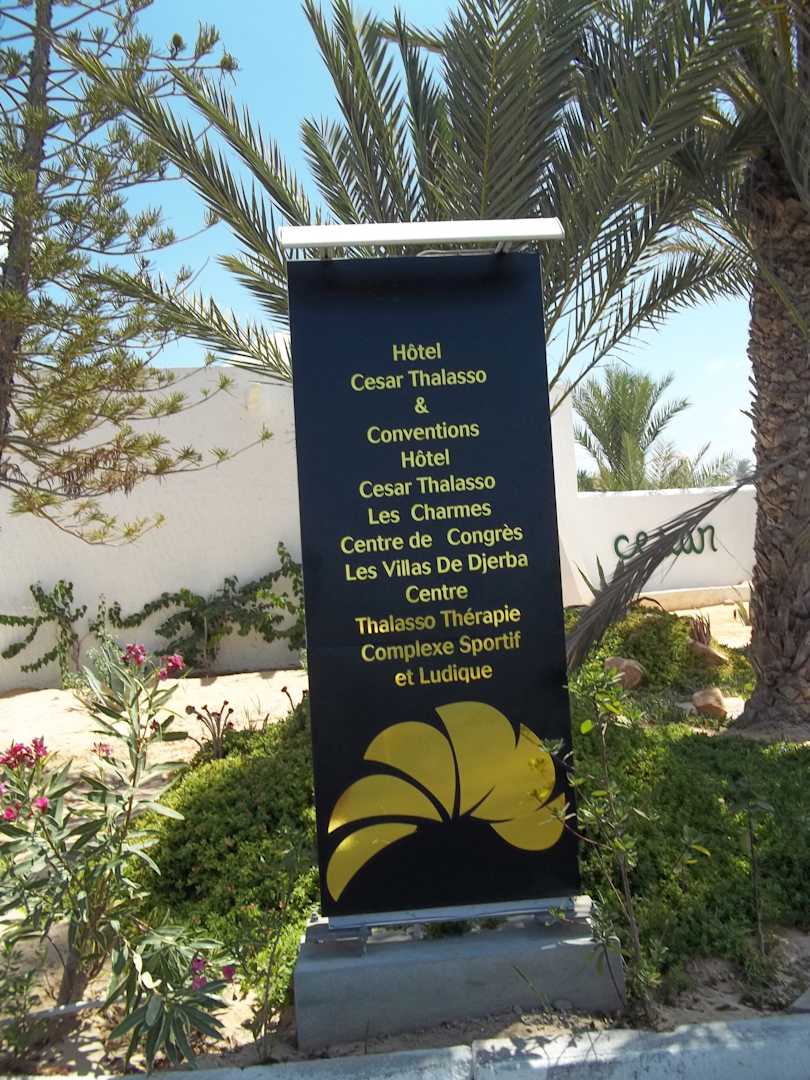 Hôtel
Cesar Thalasso
&
Conventions
Hôtel
Cesar Thalasso
Les Charmes
Centre de Congrès
Les Villas De Djerba
Centre
Thalasso Thérapie
Complexe Sportif
et Ludique